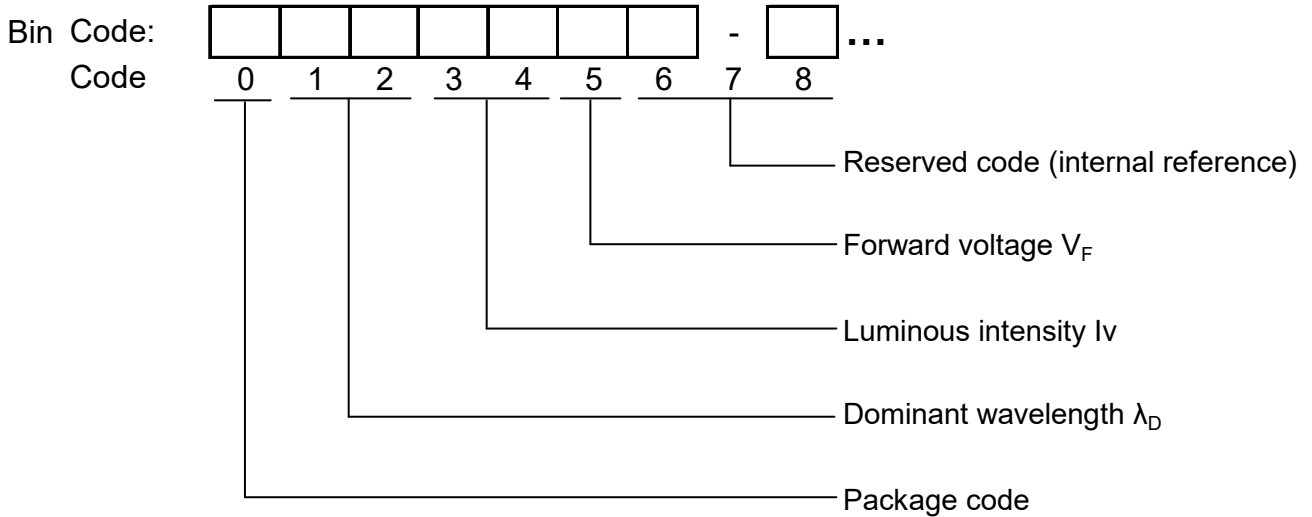 Bin Code: - ...
Code 0 1 2 3 4 5 6 7 8
Reserved code (internal reference)
Forward voltage V_F
Luminous intensity Iv
Dominant wavelength λ_D
Package code